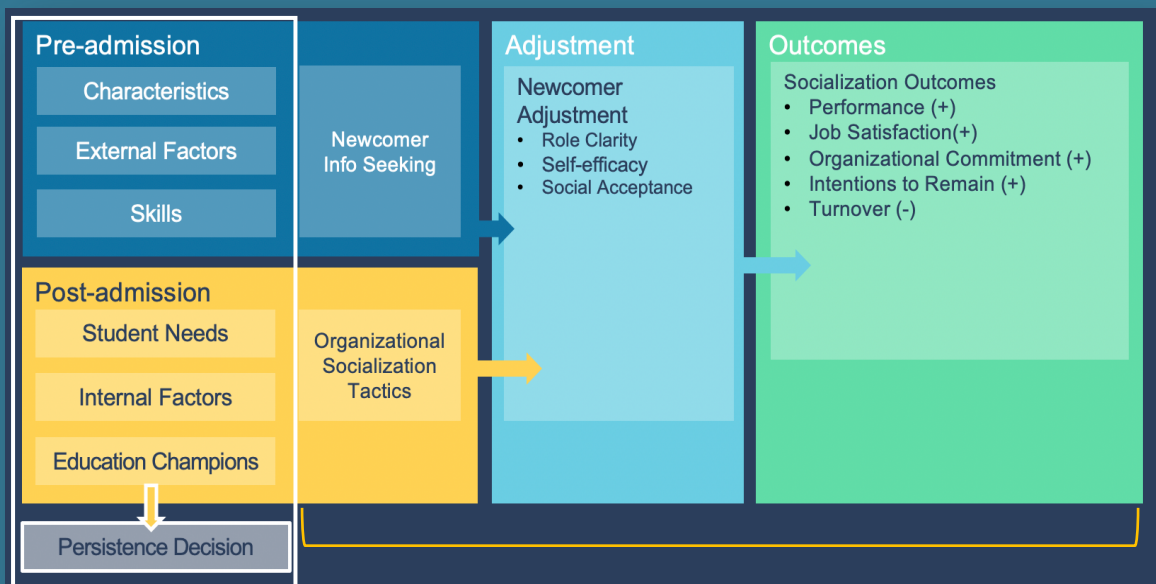 Pre-admission
Characteristics
External Factors
Skills
Newcomer
Info Seeking
Post-admission
Student Needs
Internal Factors
Education Champions
Organizational
Socialization
Tactics
Persistence Decision
Adjustment
Newcomer
Adjustment
• Role Clarity
• Self-efficacy
• Social Acceptance
Outcomes
Socialization Outcomes
• Performance (+)
• Job Satisfaction(+)
• Organizational Commitment (+)
• Intentions to Remain (+)
• Turnover (-)